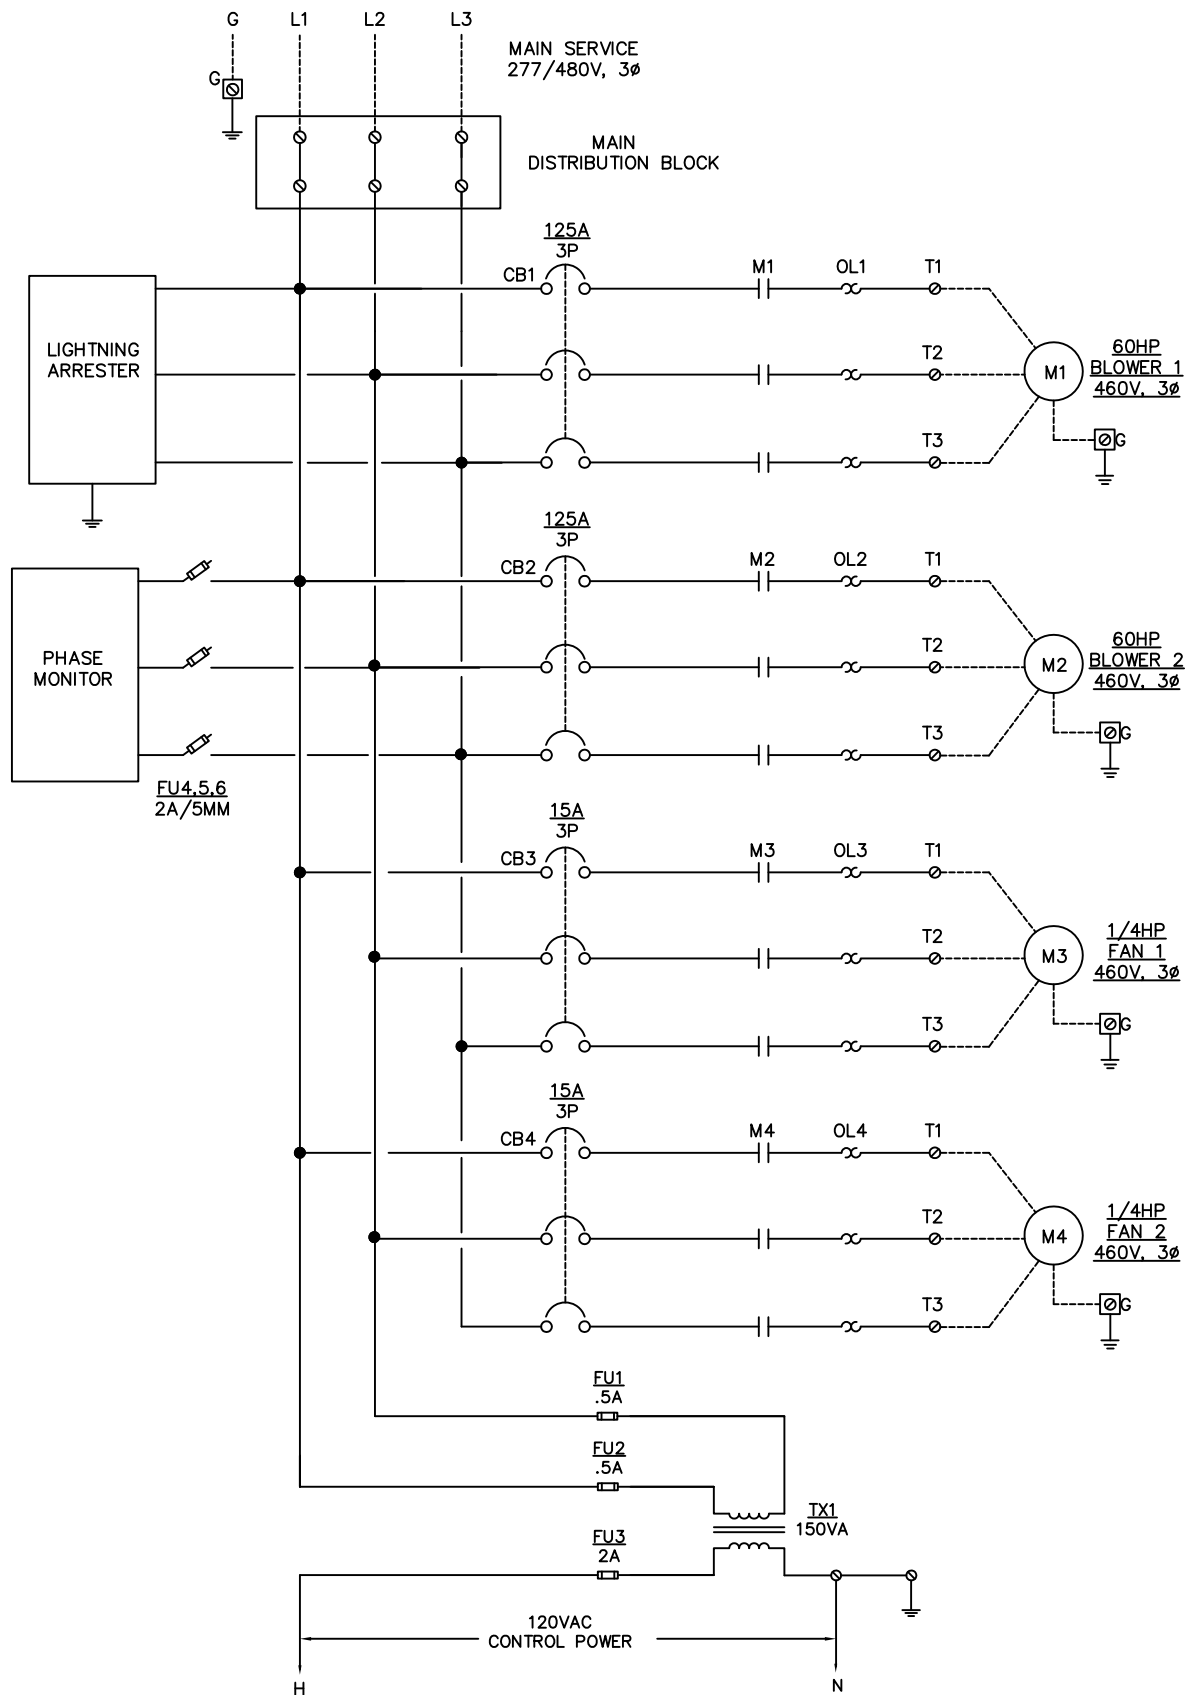 G L1 L2 L3
MAIN SERVICE
277/480V, 3ø
G
MAIN
DISTRIBUTION BLOCK
125A
3P
CB1 M1 OL1 T1
LIGHTNING
ARRESTER
T2
M1
60HP
BLOWER 1
460V, 3ø
T3
G
125A
3P
CB2 M2 OL2 T1
PHASE
MONITOR
T2
M2
60HP
BLOWER 2
460V, 3ø
T3
G
FU4,5,6
2A/5MM
15A
3P
CB3 M3 OL3 T1
T2
M3
1/4HP
FAN 1
460V, 3ø
T3
G
15A
3P
CB4 M4 OL4 T1
T2
M4
1/4HP
FAN 2
460V, 3ø
T3
G
FU1
.5A
FU2
.5A
TX1
150VA
FU3
2A
120VAC
CONTROL POWER
H N